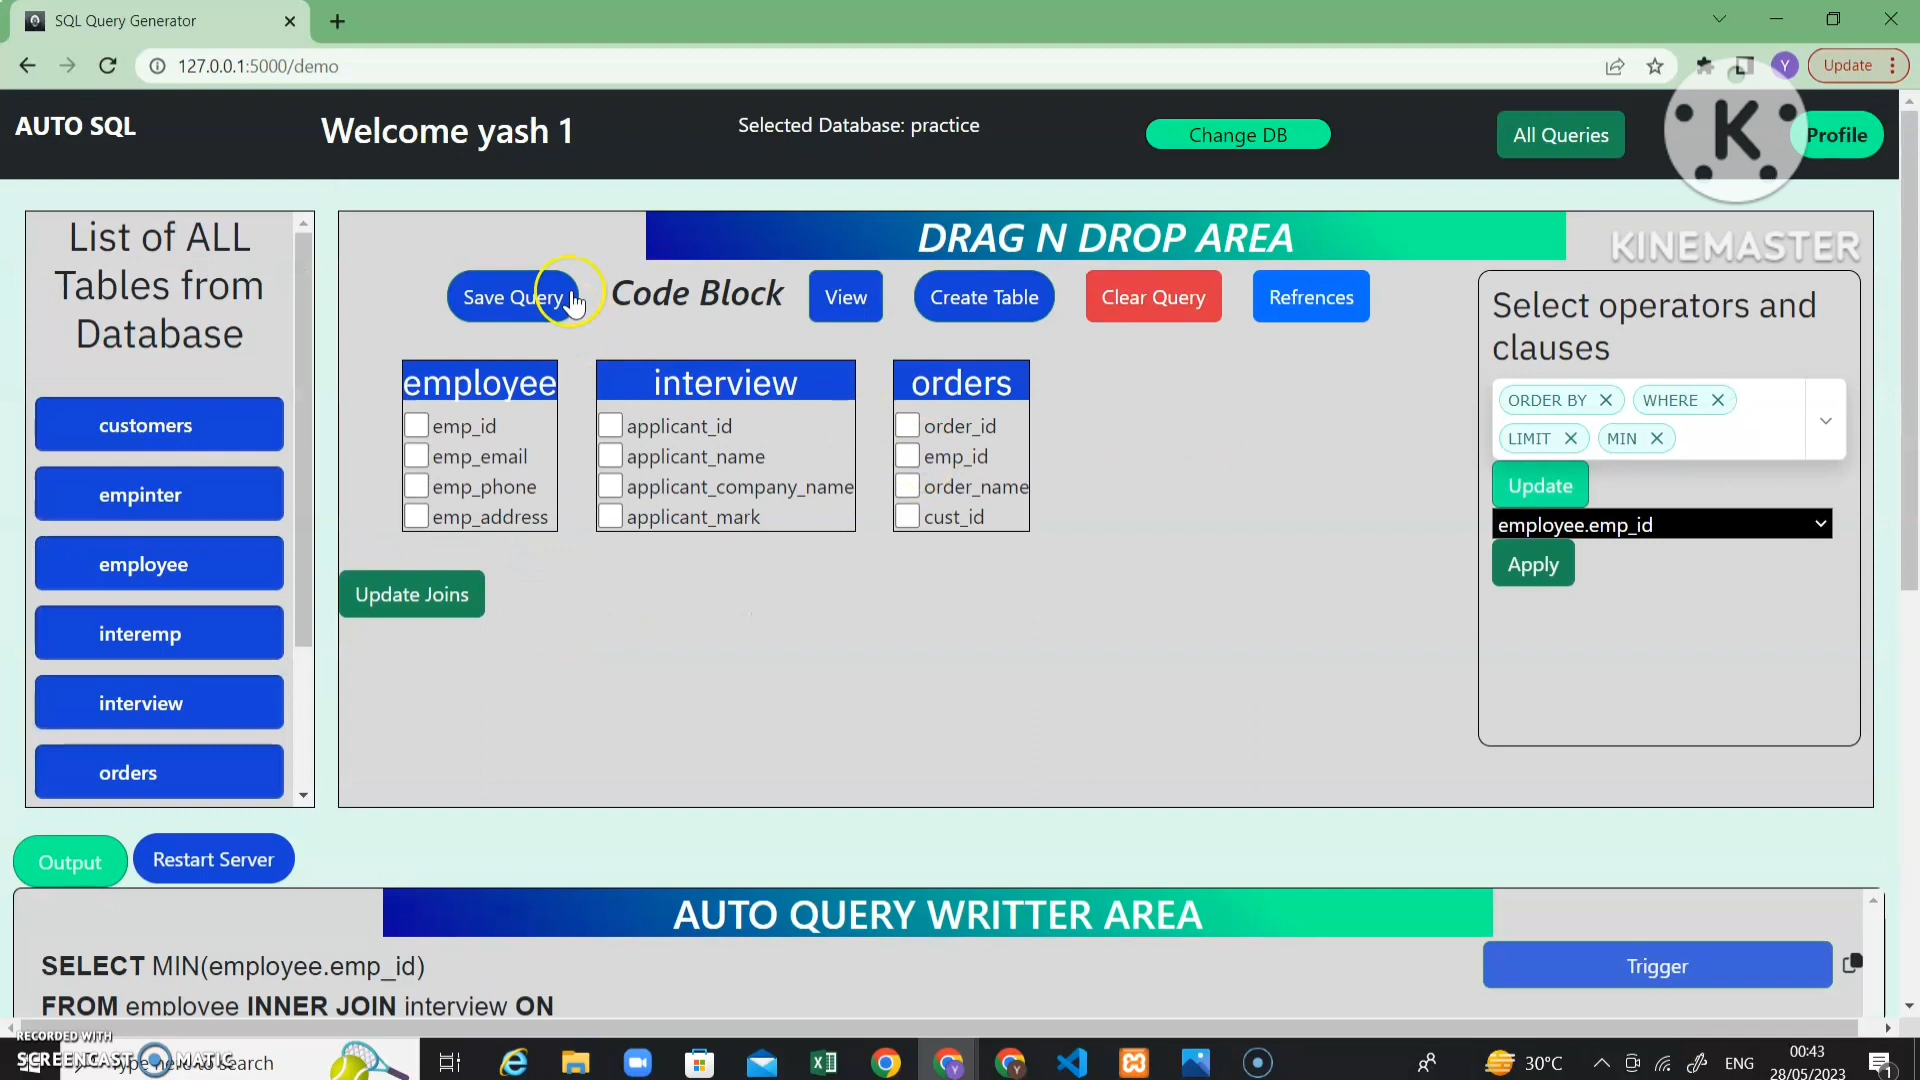 SQL Query Generator
127.0.0.1:5000/demo
Update
AUTO SQL
Welcome yash 1
Selected Database: practice
Change DB
All Queries
K
Profile
KINEMASTER
List of ALL
Tables from
Database
customers
empinter
employee
interemp
interview
orders
DRAG N DROP AREA
Save Query
Code Block
View
Create Table
Clear Query
Refrences
employee
emp_id
emp_email
emp_phone
emp_address
interview
applicant_id
applicant_name
applicant_company_name
applicant_mark
orders
order_id
emp_id
order_name
cust_id
Update Joins
Select operators and
clauses
ORDER BY
WHERE
LIMIT
MIN
Update
employee.emp_id
Apply
Output
Restart Server
AUTO QUERY WRITTER AREA
SELECT MIN(employee.emp_id)
FROM employee INNER JOIN interview ON
Trigger
RECORDED WITH
SCREENCAST MATIC
Type here to search
30°C
ENG
00:43
28/05/2023
1
Y